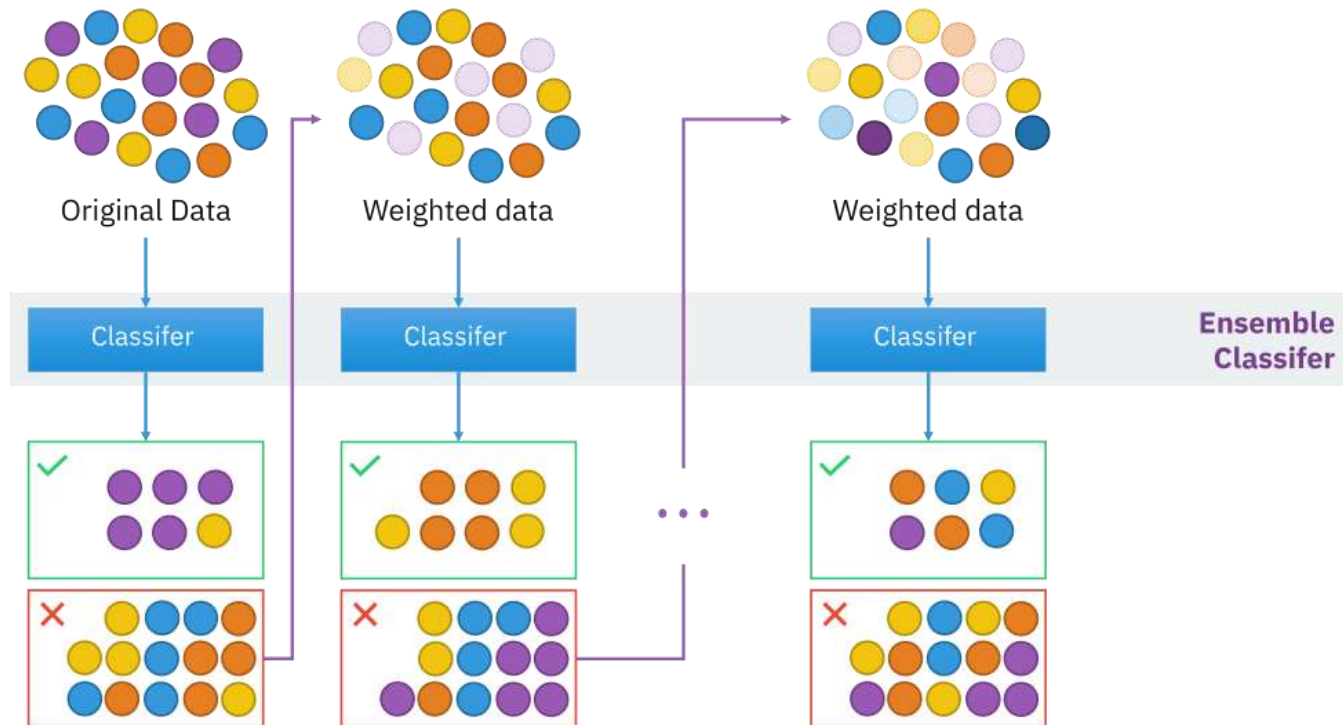 Original Data
Weighted data
Weighted data
Classifer
Classifer
Classifer
Ensemble
Classifer